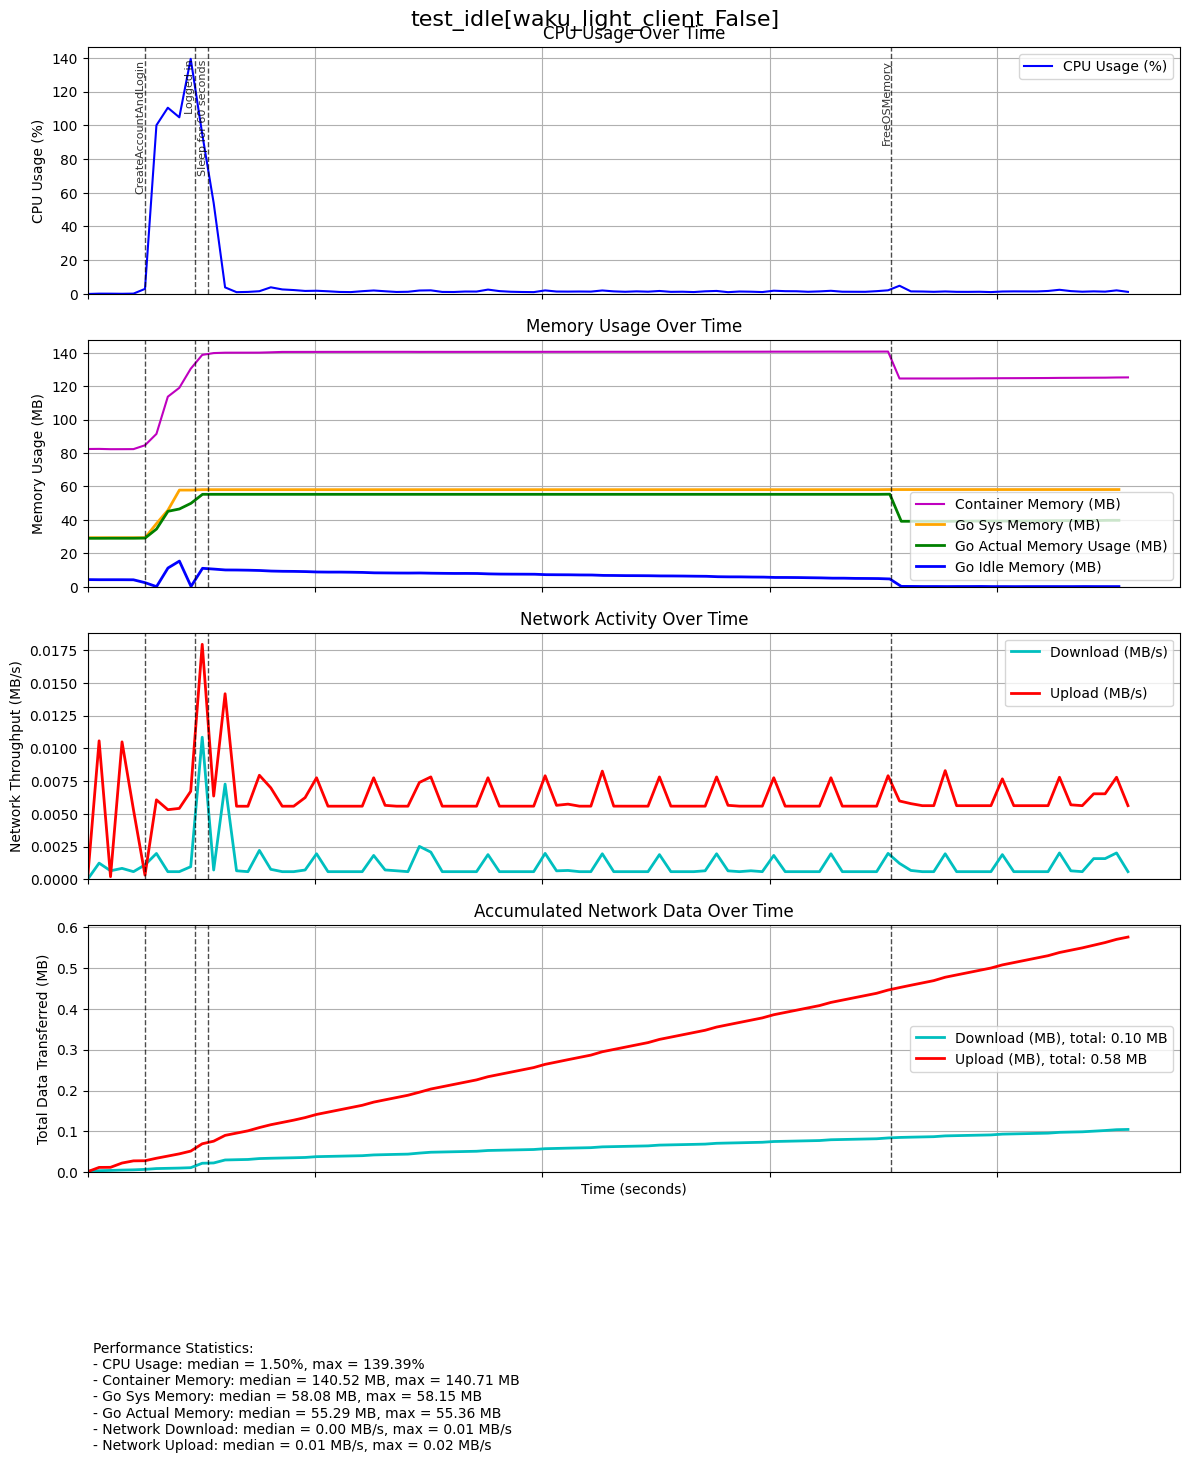 test_idle[waku_light_client_False]
CPU Usage Over Time
CPU Usage (%)
140
120
100
80
60
40
20
0
CreateAccountAndLogin
Logged in
Sleep for 60 seconds
FreeOSMemory
CPU Usage (%)
Memory Usage Over Time
Memory Usage (MB)
140
120
100
80
60
40
20
0
Container Memory (MB)
Go Sys Memory (MB)
Go Actual Memory Usage (MB)
Go Idle Memory (MB)
Network Activity Over Time
Network Throughput (MB/s)
0.0175
0.0150
0.0125
0.0100
0.0075
0.0050
0.0025
0.0000
Download (MB/s)
Upload (MB/s)
Accumulated Network Data Over Time
Total Data Transferred (MB)
0.6
0.5
0.4
0.3
0.2
0.1
0.0
Download (MB), total: 0.10 MB
Upload (MB), total: 0.58 MB
Time (seconds)
Performance Statistics:
- CPU Usage: median = 1.50%, max = 139.39%
- Container Memory: median = 140.52 MB, max = 140.71 MB
- Go Sys Memory: median = 58.08 MB, max = 58.15 MB
- Go Actual Memory: median = 55.29 MB, max = 55.36 MB
- Network Download: median = 0.00 MB/s, max = 0.01 MB/s
- Network Upload: median = 0.01 MB/s, max = 0.02 MB/s